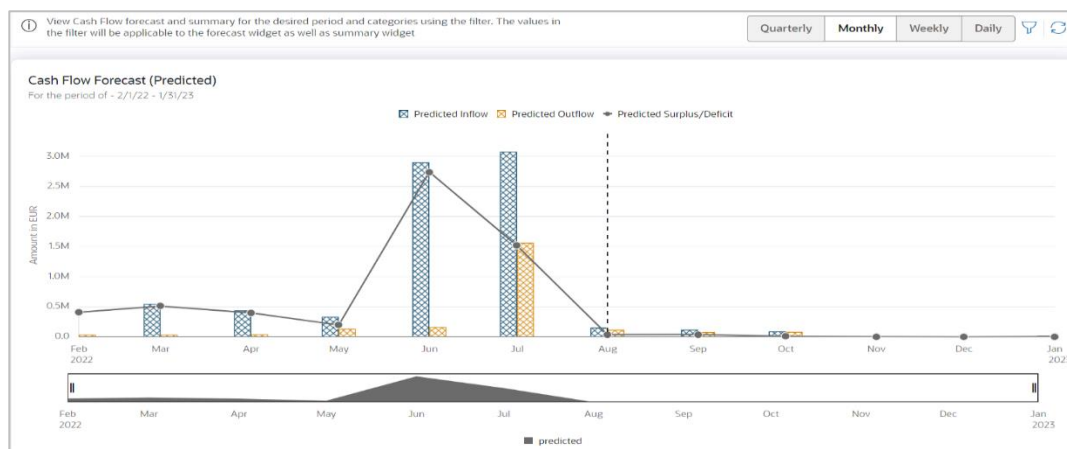 View Cash Flow forecast and summary for the desired period and categories using the filter. The values in
the filter will be applicable to the forecast widget as well as summary widget
Quarterly Monthly Weekly Daily
Cash Flow Forecast (Predicted)
For the period of - 2/1/22 - 1/31/23
Predicted Inflow Predicted Outflow Predicted Surplus/Deficit
Amount in EUR
3.0M
2.5M
2.0M
1.5M
1.0M
0.5M
0.0
Feb Mar Apr May Jun Jul Aug Sep Oct Nov Dec Jan
2022 2023
Feb Mar Apr May Jun Jul Aug Sep Oct Nov Dec Jan
2022 2023
predicted